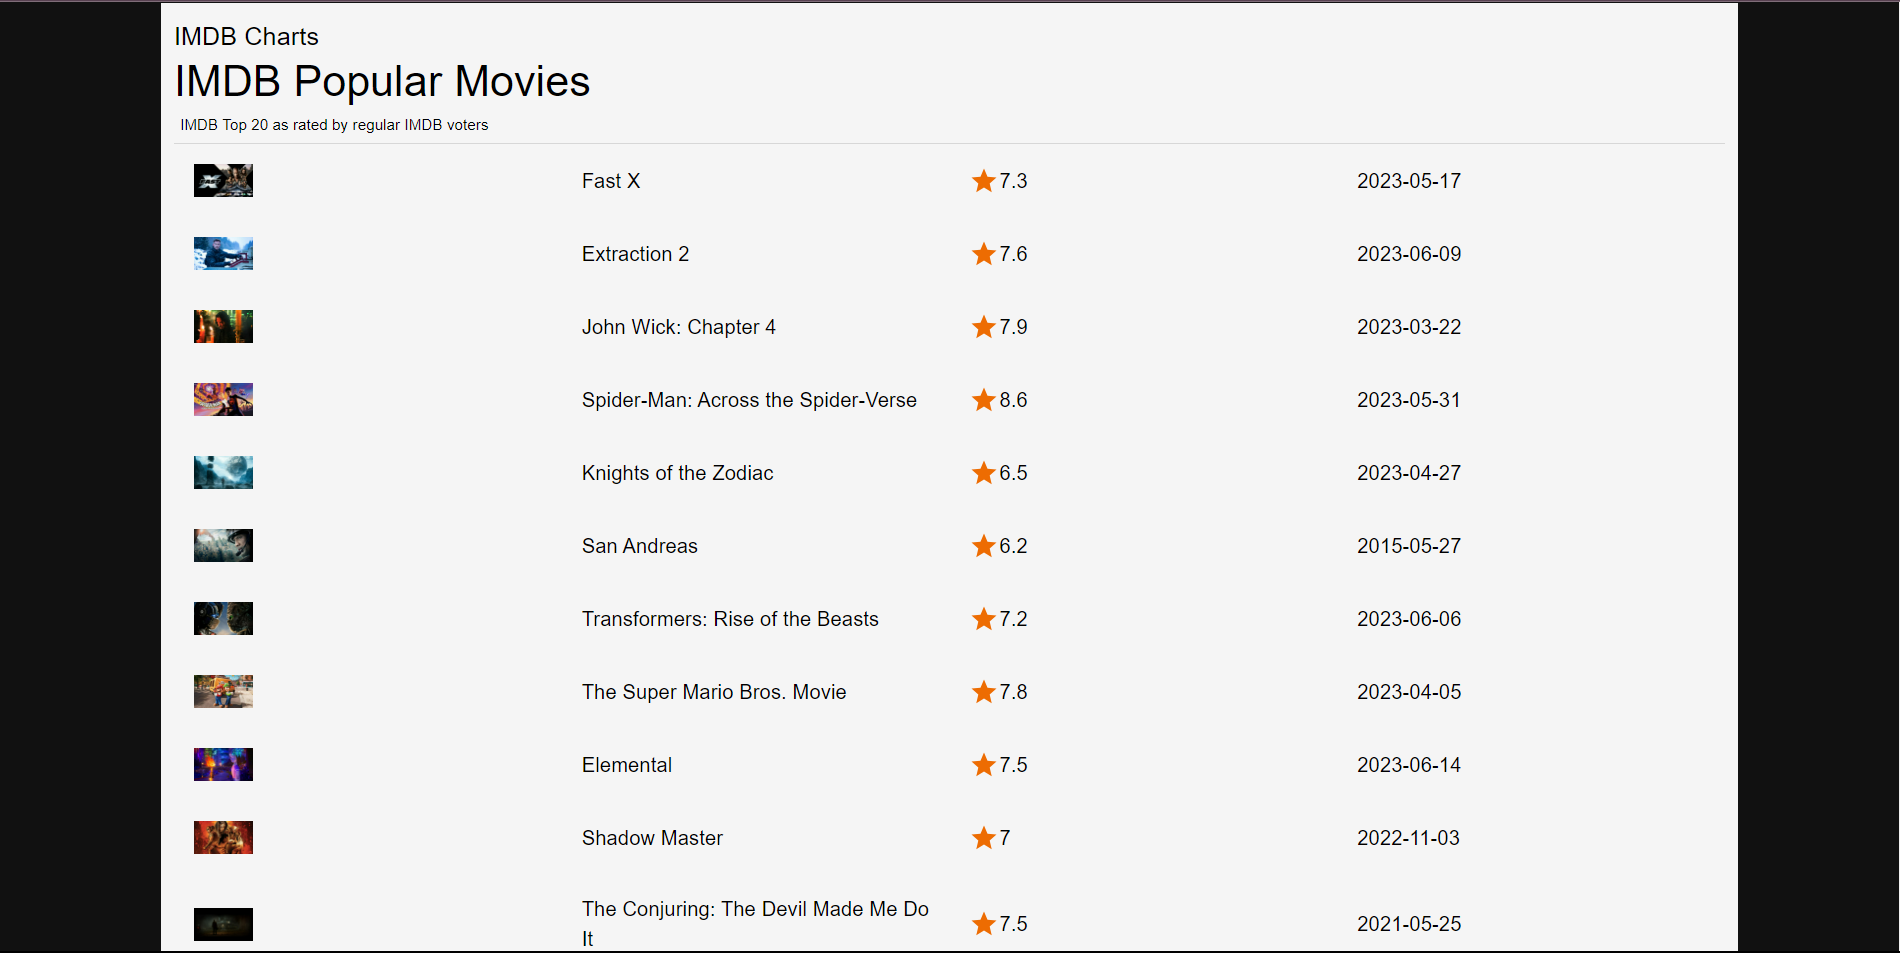 IMDB Charts
IMDB Popular Movies
IMDB Top 20 as rated by regular IMDB voters
Fast X 7.3 2023-05-17
Extraction 2 7.6 2023-06-09
John Wick: Chapter 4 7.9 2023-03-22
Spider-Man: Across the Spider-Verse 8.6 2023-05-31
Knights of the Zodiac 6.5 2023-04-27
San Andreas 6.2 2015-05-27
Transformers: Rise of the Beasts 7.2 2023-06-06
The Super Mario Bros. Movie 7.8 2023-04-05
Elemental 7.5 2023-06-14
Shadow Master 7 2022-11-03
The Conjuring: The Devil Made Me Do
It 7.5 2021-05-25